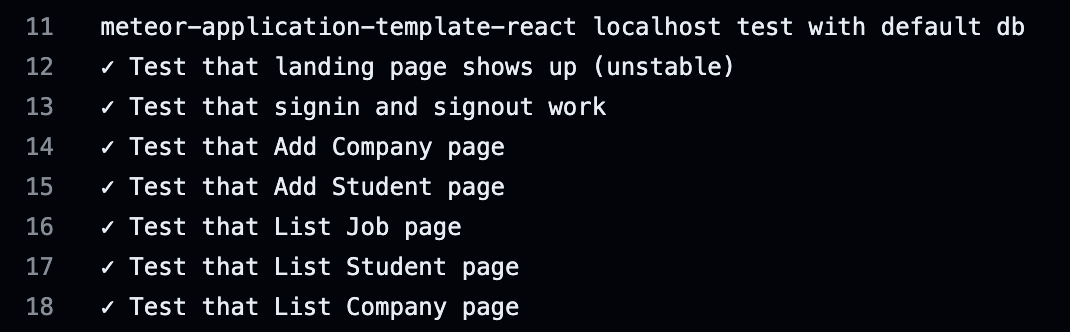 11 meteor-application-template-react localhost test with default db
12 ✓ Test that landing page shows up (unstable)
13 ✓ Test that signin and signout work
14 ✓ Test that Add Company page
15 ✓ Test that Add Student page
16 ✓ Test that List Job page
17 ✓ Test that List Student page
18 ✓ Test that List Company page